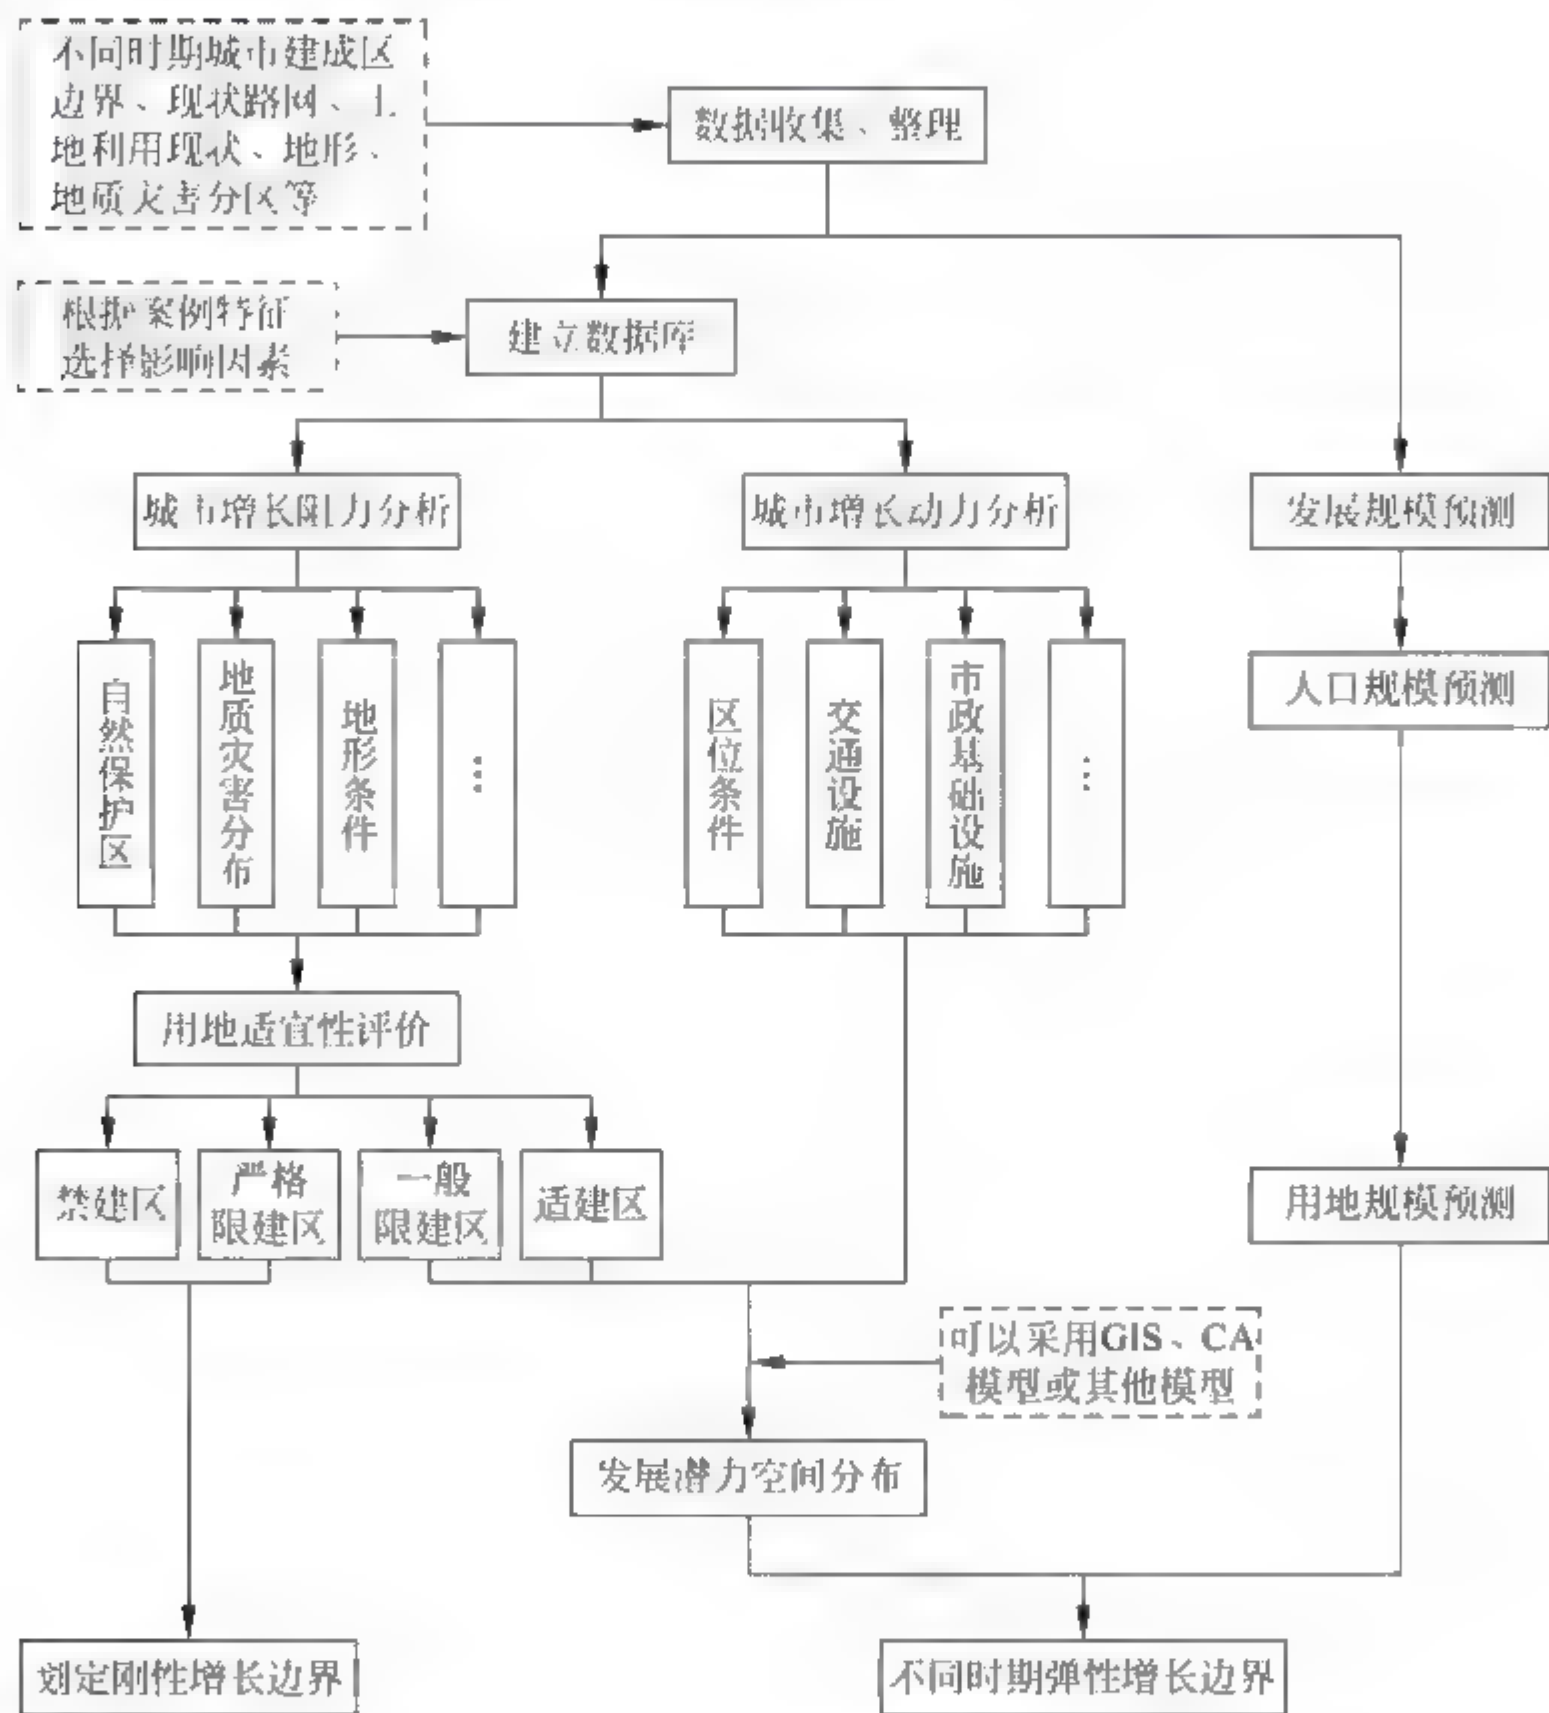 不同时期城市建成区
边界、现状路网、土
地利用现状、地形、
地质灾害分区等
数据收集、整理
根据案例特征
选择影响因素
建立数据库
城市增长阻力分析
城市增长动力分析
发展规模预测
自然保护区
地质灾害分布
地形条件
…
区位条件
交通设施
市政基础设施
…
人口规模预测
用地适宜性评价
禁建区
严格
限建区
一般
限建区
适建区
用地规模预测
可以采用GIS、CA
模型或其他模型
发展潜力空间分布
划定刚性增长边界
不同时期弹性增长边界